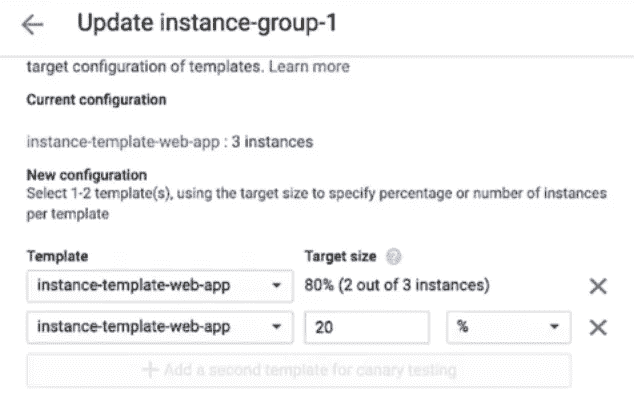 Update instance-group-1
target configuration of templates. Learn more
Current configuration
instance-template-web-app : 3 instances
New configuration
Select 1-2 template(s), using the target size to specify percentage or number of instances
per template
Template Target size ?
instance-template-web-app 80% (2 out of 3 instances)
instance-template-web-app 20 %
+ Add a second template for canary testing